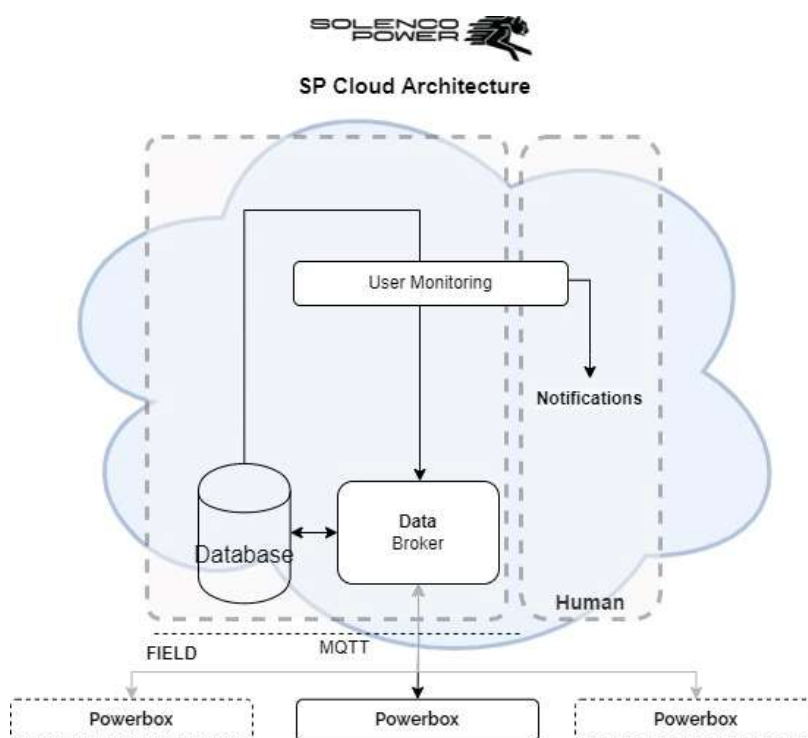 SOLENCO
POWER
SP Cloud Architecture
User Monitoring
Notifications
Data
Broker
Database
Human
MQTT
FIELD
Powerbox
Powerbox
Powerbox